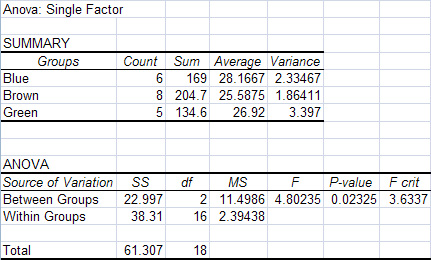 Anova: Single Factor
SUMMARY
Groups Count Sum Average Variance
Blue 6 169 28.1667 2.33467
Brown 8 204.7 25.5875 1.86411
Green 5 134.6 26.92 3.397
ANOVA
Source of Variation SS df MS F P-value F crit
Between Groups 22.997 2 11.4986 4.80235 0.02325 3.6337
Within Groups 38.31 16 2.39438
Total 61.307 18